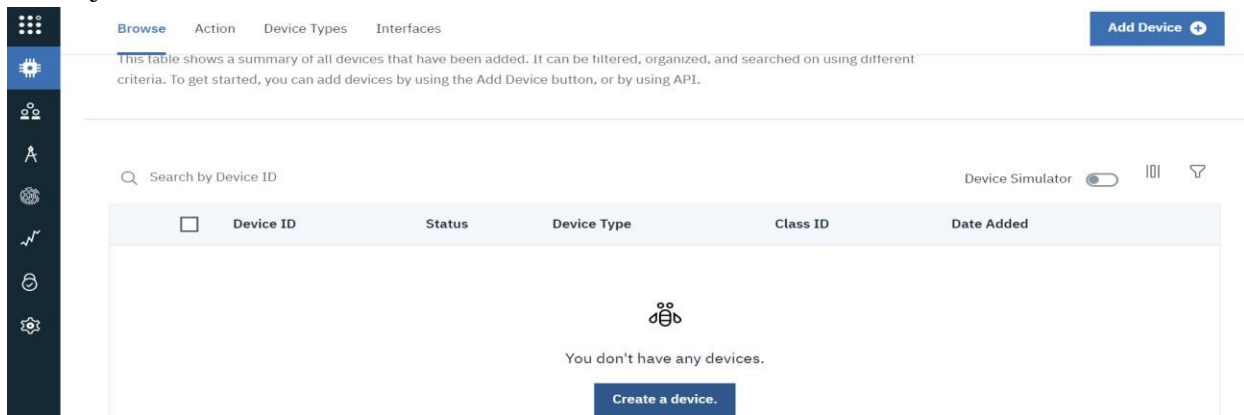 Browse Action Device Types Interfaces Add Device
This table shows a summary of all devices that have been added. It can be filtered, organized, and searched on using different
criteria. To get started, you can add devices by using the Add Device button, or by using API.
Search by Device ID Device Simulator
Device ID Status Device Type Class ID Date Added
You don't have any devices.
Create a device.